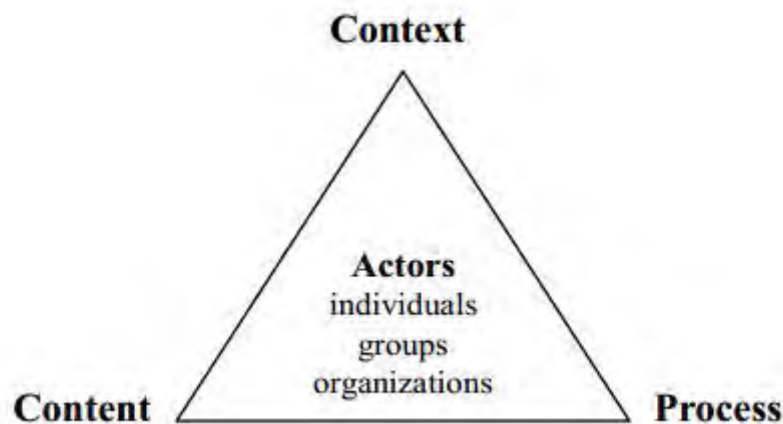 Context
Actors
individuals
groups
organizations
Content
Process